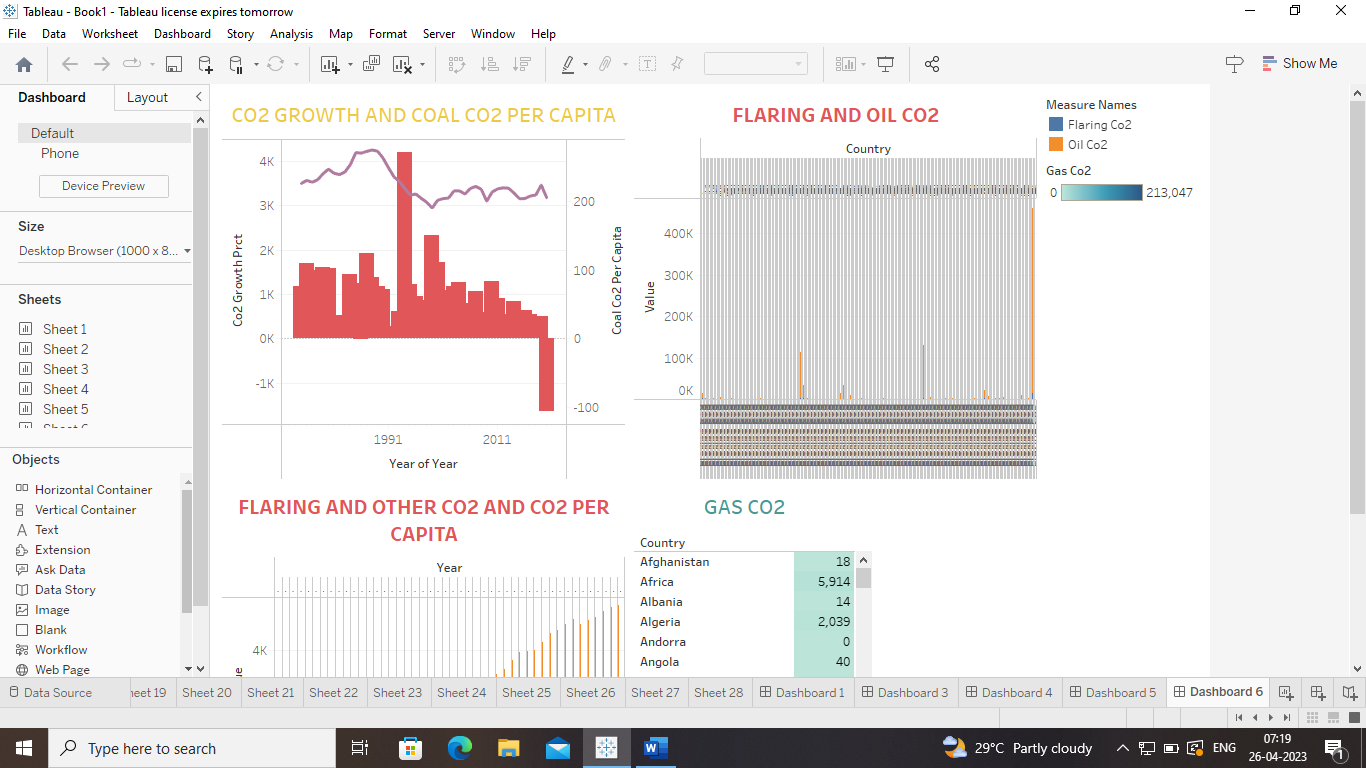 Tableau - Book1 - Tableau license expires tomorrow
File Data Worksheet Dashboard Story Analysis Map Format Server Window Help
Show Me
Dashboard Layout
Default
Phone
Device Preview
Size
Desktop Browser (1000 x 8...
Sheets
Sheet 1
Sheet 2
Sheet 3
Sheet 4
Sheet 5
Objects
Horizontal Container
Vertical Container
Text
Extension
Ask Data
Data Story
Image
Blank
Workflow
Web Page
CO2 GROWTH AND COAL CO2 PER CAPITA
4K
3K
2K
1K
0K
-1K
Co2 Growth Prct
200
100
0
-100
Coal Co2 Per Capita
1991 2011
Year of Year
FLARING AND OIL CO2
Country
400K
300K
200K
100K
0K
Value
Measure Names
Flaring Co2
Oil Co2
Gas Co2
0 213,047
FLARING AND OTHER CO2 AND CO2 PER
CAPITA
Year
4K
GAS CO2
Country
Afghanistan 18
Africa 5,914
Albania 14
Algeria 2,039
Andorra 0
Angola 40
Data Source Sheet 20 Sheet 21 Sheet 22 Sheet 23 Sheet 24 Sheet 25 Sheet 26 Sheet 27 Sheet 28 Dashboard 1 Dashboard 3 Dashboard 4 Dashboard 5 Dashboard 6
Type here to search
29°C Partly cloudy
ENG
07:19
26-04-2023
1